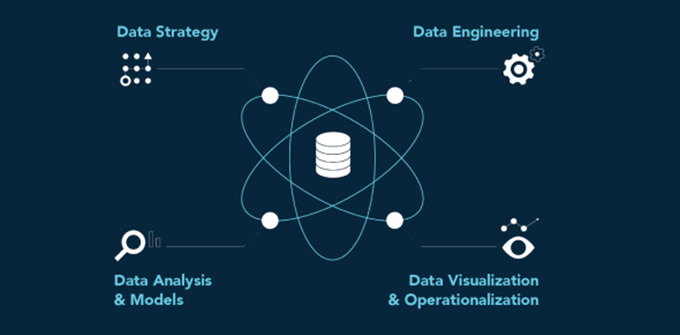 Data Strategy
Data Engineering
Data Analysis
& Models
Data Visualization
& Operationalization